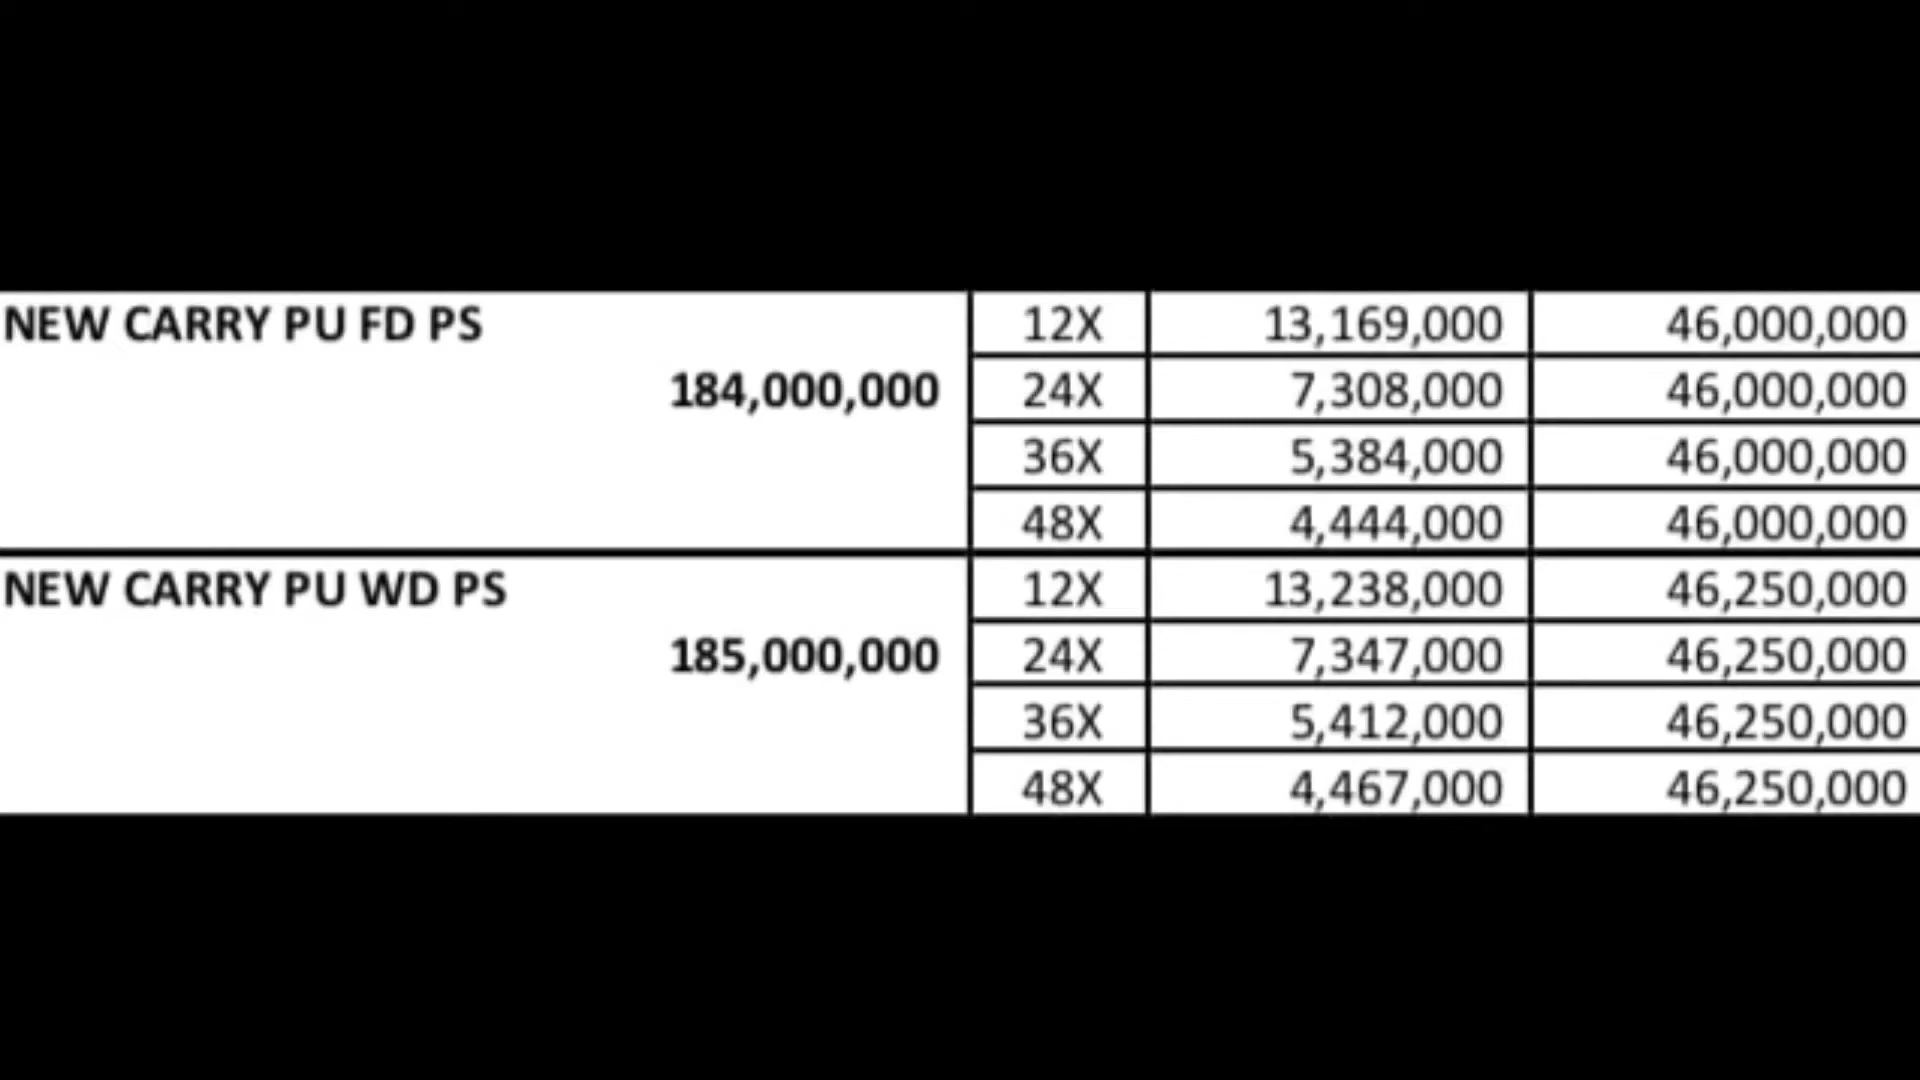 NEW CARRY PU FD PS 12X 13,169,000 46,000,000
184,000,000 24X 7,308,000 46,000,000
36X 5,384,000 46,000,000
48X 4,444,000 46,000,000
NEW CARRY PU WD PS 12X 13,238,000 46,250,000
185,000,000 24X 7,347,000 46,250,000
36X 5,412,000 46,250,000
48X 4,467,000 46,250,000